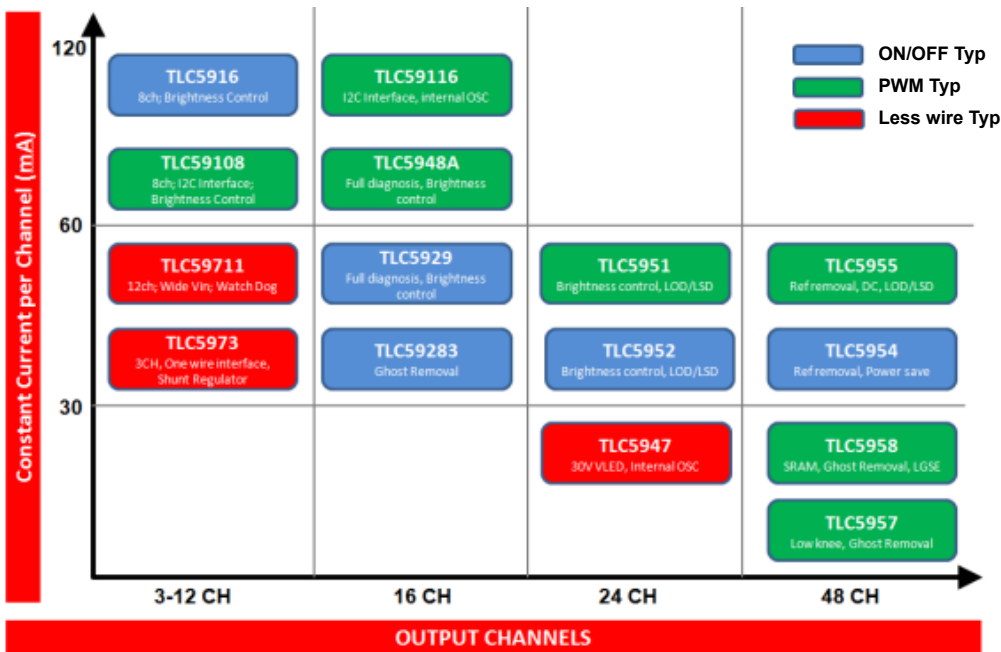 Constant Current per Channel (mA)
120
60
30
ON/OFF Typ
PWM Typ
Less wire Typ
TLC5916
8ch; Brightness Control
TLC59116
I2C Interface, internal OSC
TLC59108
8ch; I2C Interface;
Brightness Control
TLC5948A
Full diagnosis, Brightness
control
TLC59711
12ch; Wide Vin; Watch Dog
TLC5929
Full diagnosis, Brightness
control
TLC5951
Brightness control, LOD/LSD
TLC5955
Ref removal, DC, LOD/LSD
TLC5973
3CH, One wire interface,
Shunt Regulator
TLC59283
Ghost Removal
TLC5952
Brightness control, LOD/LSD
TLC5954
Ref removal, Power save
TLC5947
30V VLED, Internal OSC
TLC5958
SRAM, Ghost Removal, LGSE
TLC5957
Low knee, Ghost Removal
3-12 CH
16 CH
24 CH
48 CH
OUTPUT CHANNELS